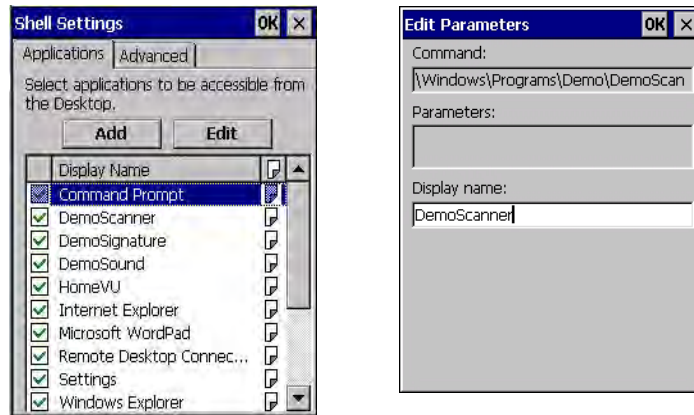 Shell Settings OK ×
Applications Advanced
Select applications to be accessible from
the Desktop.
Add Edit
Display Name
Command Prompt
DemoScanner
DemoSignature
DemoSound
HomeVU
Internet Explorer
Microsoft WordPad
Remote Desktop Connec...
Settings
Windows Explorer
Edit Parameters OK ×
Command:
\Windows\Programs\Demo\DemoScan
Parameters:
Display name:
DemoScanner